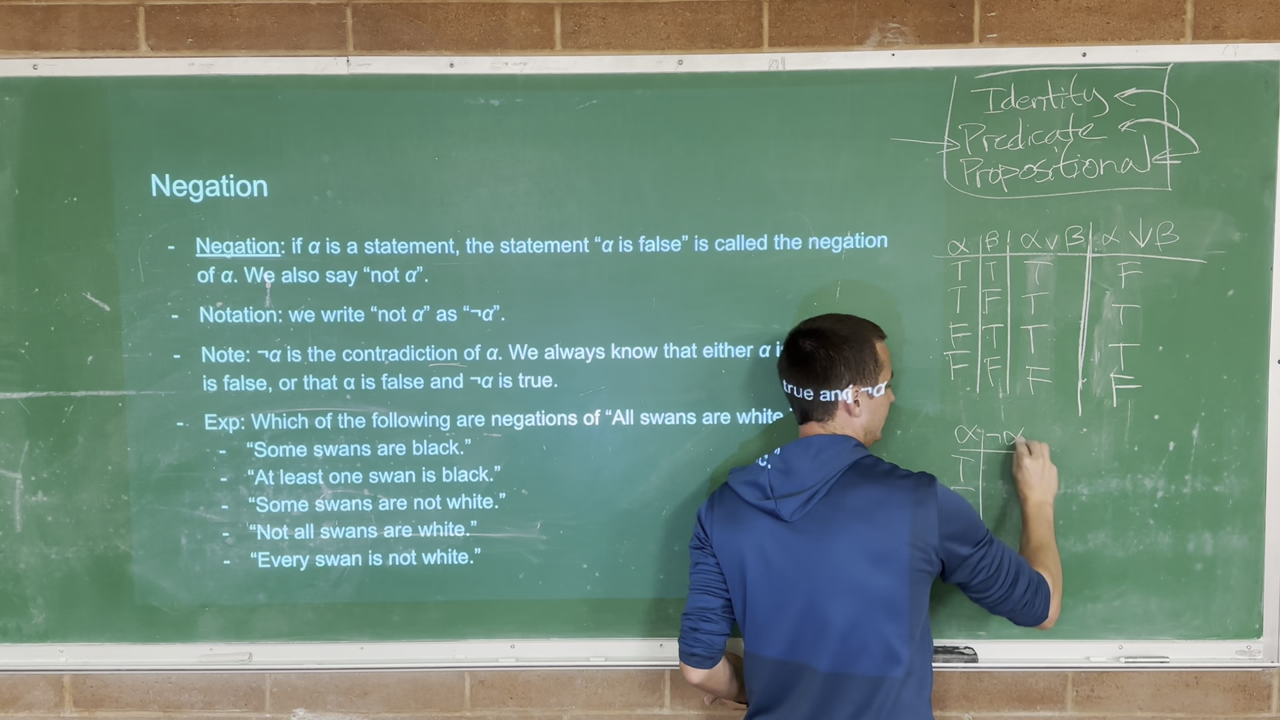 Identity
Predicate
Propositional
Negation
- Negation: if α is a statement, the statement “α is false” is called the negation
of α. We also say “not α”.
- Notation: we write “not α” as “¬α”.
- Note: ¬α is the contradiction of α. We always know that either α is true and ¬α
is false, or that α is false and ¬α is true.
- Exp: Which of the following are negations of “All swans are white.”
- “Some swans are black.”
- “At least one swan is black.”
- “Some swans are not white.”
- “Not all swans are white.”
- “Every swan is not white.”
α β α ∨ β α ↓ β
T T T F
T F T T
F T T T
F F F F
α ¬α
T